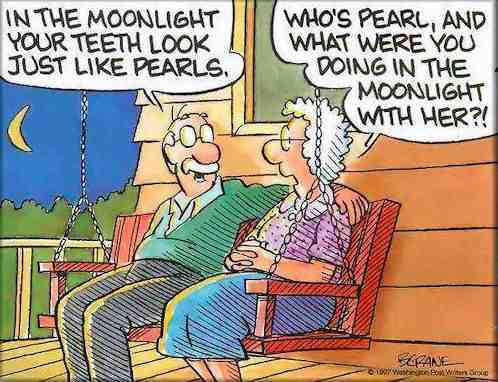 IN THE MOONLIGHT
YOUR TEETH LOOK
JUST LIKE PEARLS.
WHO'S PEARL, AND
WHAT WERE YOU
DOING IN THE
MOONLIGHT
WITH HER?!
B.CRANE
© 1997 Washington Post Writers Group